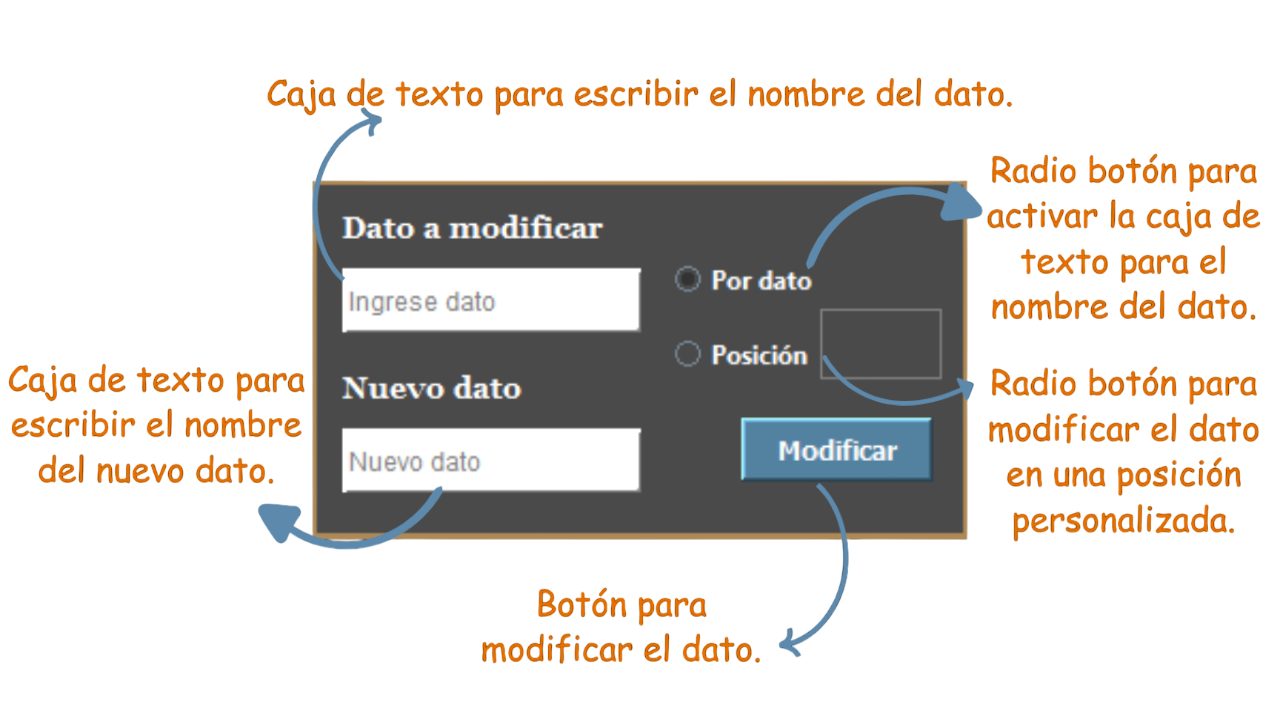 Caja de texto para escribir el nombre del dato.
Radio botón para
activar la caja de
texto para el
nombre del dato.
Dato a modificar
Ingrese dato
Por dato
Posición
Caja de texto para
escribir el nombre
del nuevo dato.
Nuevo dato
Nuevo dato
Modificar
Radio botón para
modificar el dato
en una posición
personalizada.
Botón para
modificar el dato.